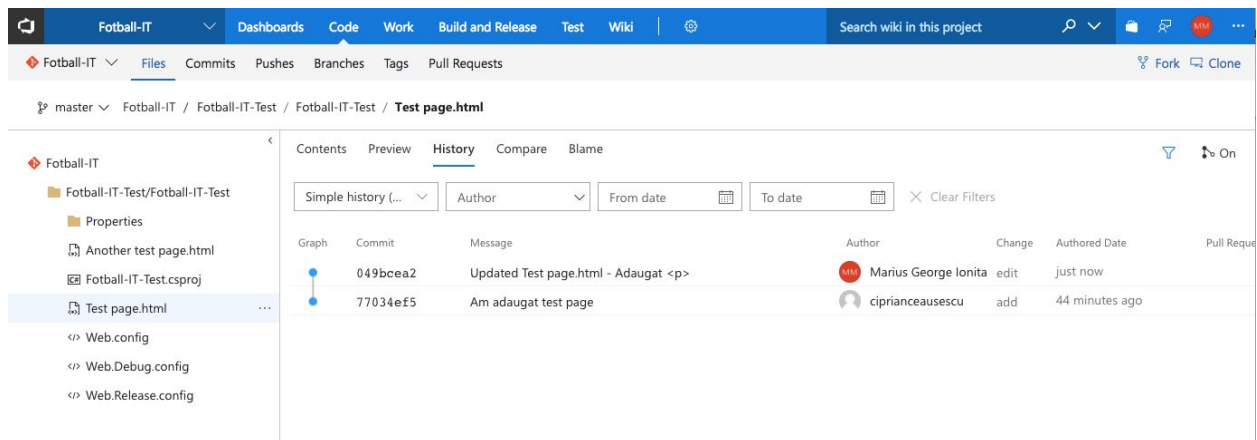 Fotball-IT Dashboards Code Work Build and Release Test Wiki Search wiki in this project MM ...
Fotball-IT Files Commits Pushes Branches Tags Pull Requests Fork Clone
master Fotball-IT / Fotball-IT-Test / Fotball-IT-Test / Test page.html
Fotball-IT
Fotball-IT-Test/Fotball-IT-Test
Properties
Another test page.html
C# Fotball-IT-Test.csproj
Test page.html ...
</> Web.config
</> Web.Debug.config
</> Web.Release.config
Contents Preview History Compare Blame On
Simple history (... Author From date To date Clear Filters
Graph Commit Message Author Change Authored Date Pull Reque
049bcea2 Updated Test page.html - Adaugat <p> MM Marius George Ionita edit just now
77034ef5 Am adaugat test page ciprianceausescu add 44 minutes ago